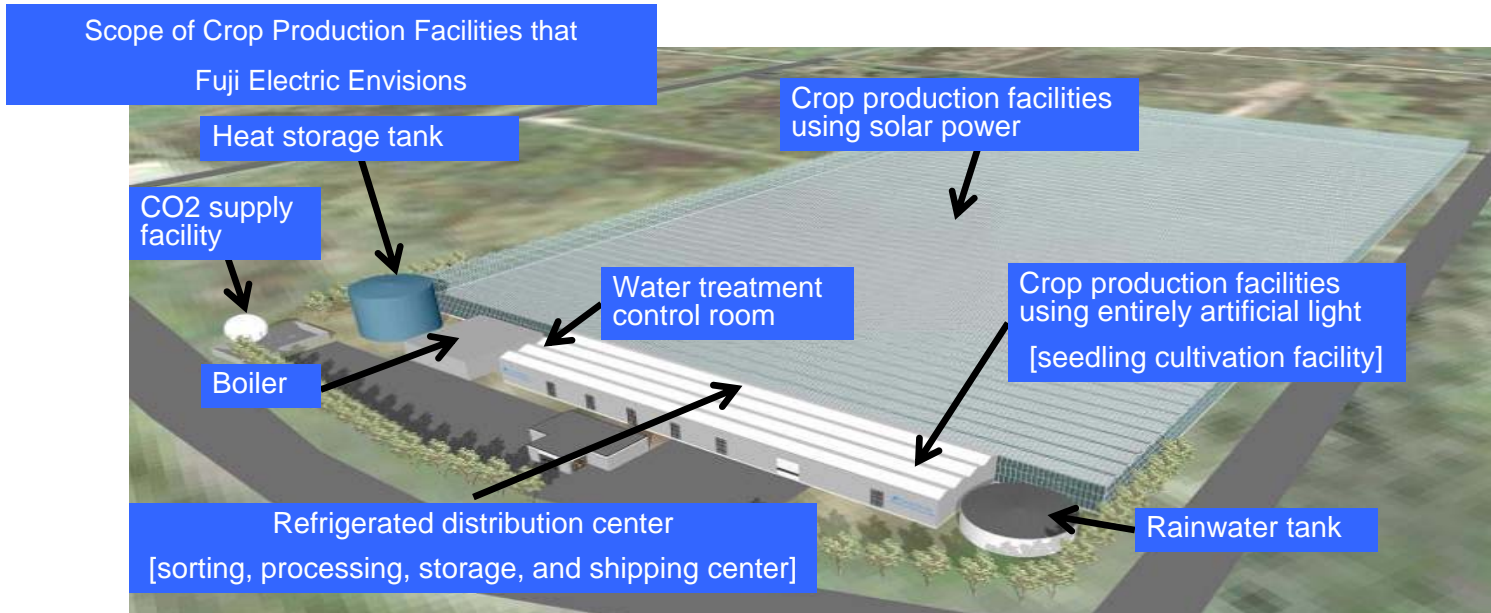 Scope of Crop Production Facilities that
Fuji Electric Envisions
Heat storage tank
Crop production facilities
using solar power
CO2 supply
facility
Water treatment
control room
Crop production facilities
using entirely artificial light
[seedling cultivation facility]
Boiler
Refrigerated distribution center
[sorting, processing, storage, and shipping center]
Rainwater tank